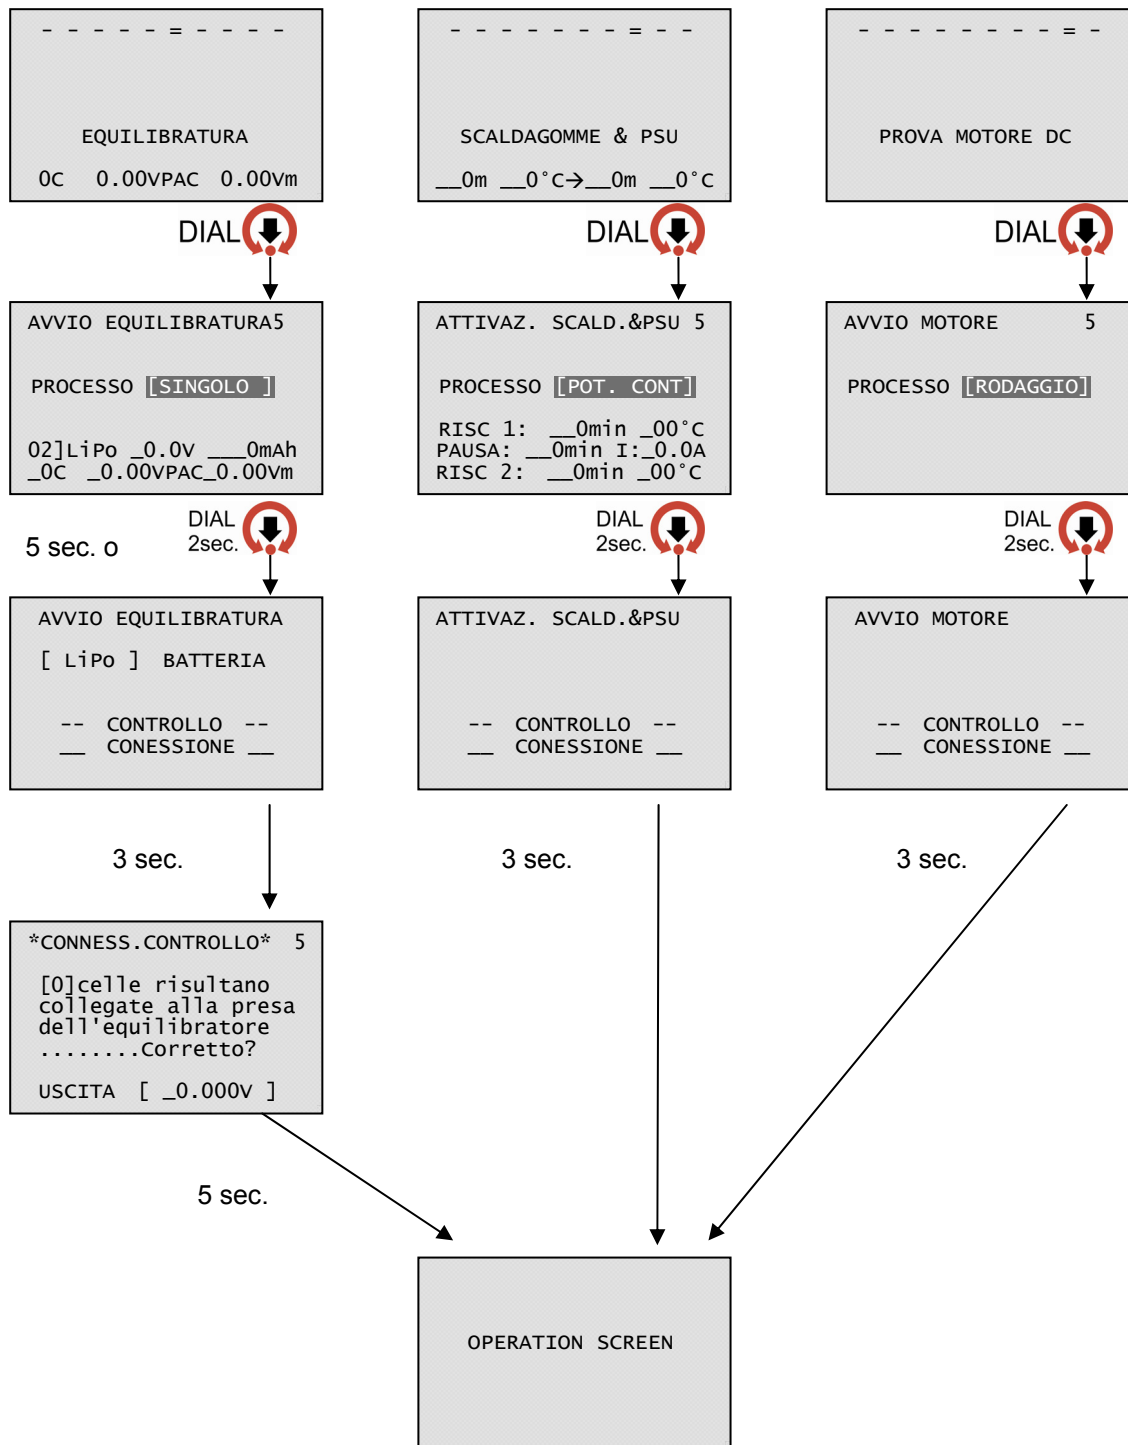 - - - - - = - - - -
EQUILIBRATURA
0C 0.00VPAC 0.00Vm
DIAL
AVVIO EQUILIBRATURA5
PROCESSO [SINGOLO ]
02]LiPo _0.0V ___0mAh
_0C _0.00VPAC_0.00Vm
5 sec. o
DIAL
2sec.
AVVIO EQUILIBRATURA
[ LiPo ] BATTERIA
-- CONTROLLO --
__ CONESSIONE __
3 sec.
*CONNESS.CONTROLLO* 5
[0]celle risultano
collegate alla presa
dell'equilibratore
........Corretto?
USCITA [ _0.000V ]
5 sec.
- - - - - - - = - -
SCALDAGOMME & PSU
__0m __0°C→__0m __0°C
DIAL
ATTIVAZ. SCALD.&PSU 5
PROCESSO [POT. CONT]
RISC 1: __0min _00°C
PAUSA: __0min I:_0.0A
RISC 2: __0min _00°C
DIAL
2sec.
ATTIVAZ. SCALD.&PSU
-- CONTROLLO --
__ CONESSIONE __
3 sec.
- - - - - - - - = -
PROVA MOTORE DC
DIAL
AVVIO MOTORE 5
PROCESSO [RODAGGIO]
DIAL
2sec.
AVVIO MOTORE
-- CONTROLLO --
__ CONESSIONE __
3 sec.
OPERATION SCREEN